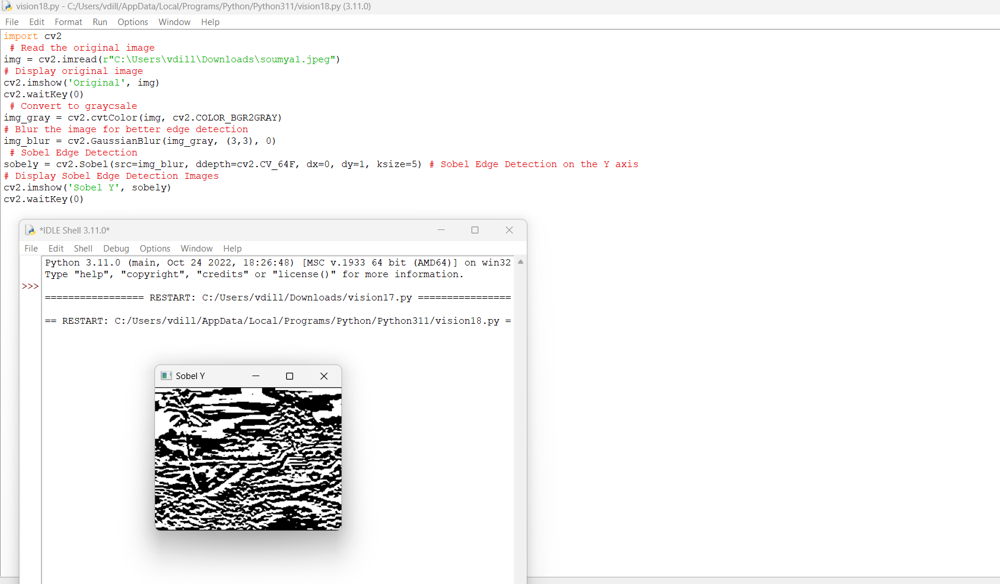 vision18.py - C:/Users/vdill/AppData/Local/Programs/Python/Python311/vision18.py (3.11.0)
File Edit Format Run Options Window Help
import cv2
# Read the original image
img = cv2.imread(r"C:\Users\vdill\Downloads\soumya1.jpeg")
# Display original image
cv2.imshow('Original', img)
cv2.waitKey(0)
# Convert to graycsale
img_gray = cv2.cvtColor(img, cv2.COLOR_BGR2GRAY)
# Blur the image for better edge detection
img_blur = cv2.GaussianBlur(img_gray, (3,3), 0)
# Sobel Edge Detection
sobely = cv2.Sobel(src=img_blur, ddepth=cv2.CV_64F, dx=0, dy=1, ksize=5) # Sobel Edge Detection on the Y axis
# Display Sobel Edge Detection Images
cv2.imshow('Sobel Y', sobely)
cv2.waitKey(0)
*IDLE Shell 3.11.0*
File Edit Shell Debug Options Window Help
Python 3.11.0 (main, Oct 24 2022, 18:26:48) [MSC v.1933 64 bit (AMD64)] on win32
Type "help", "copyright", "credits" or "license()" for more information.
>>>
================= RESTART: C:/Users/vdill/Downloads/vision17.py ================
== RESTART: C:/Users/vdill/AppData/Local/Programs/Python/Python311/vision18.py =
Sobel Y